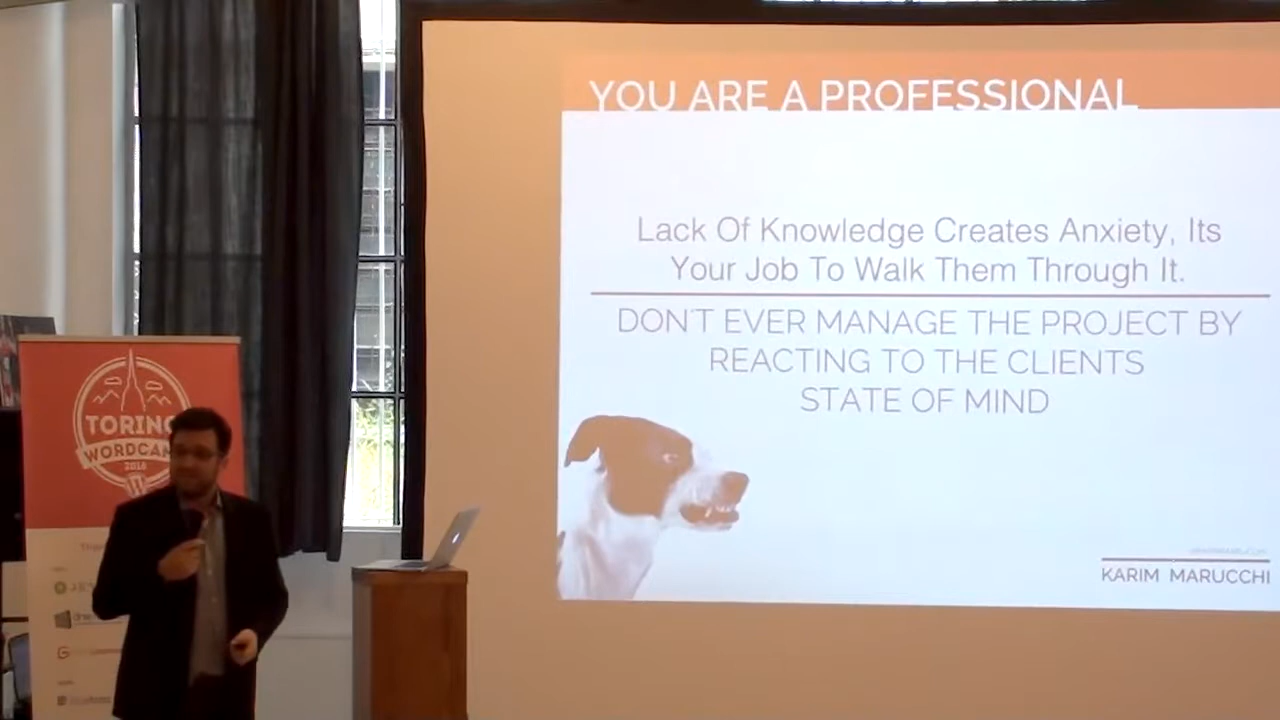 YOU ARE A PROFESSIONAL
Lack Of Knowledge Creates Anxiety, Its
Your Job To Walk Them Through It.
DON'T EVER MANAGE THE PROJECT BY
REACTING TO THE CLIENTS
STATE OF MIND
KARIM MARUCCHI
TORINO
WORDCAM
2016